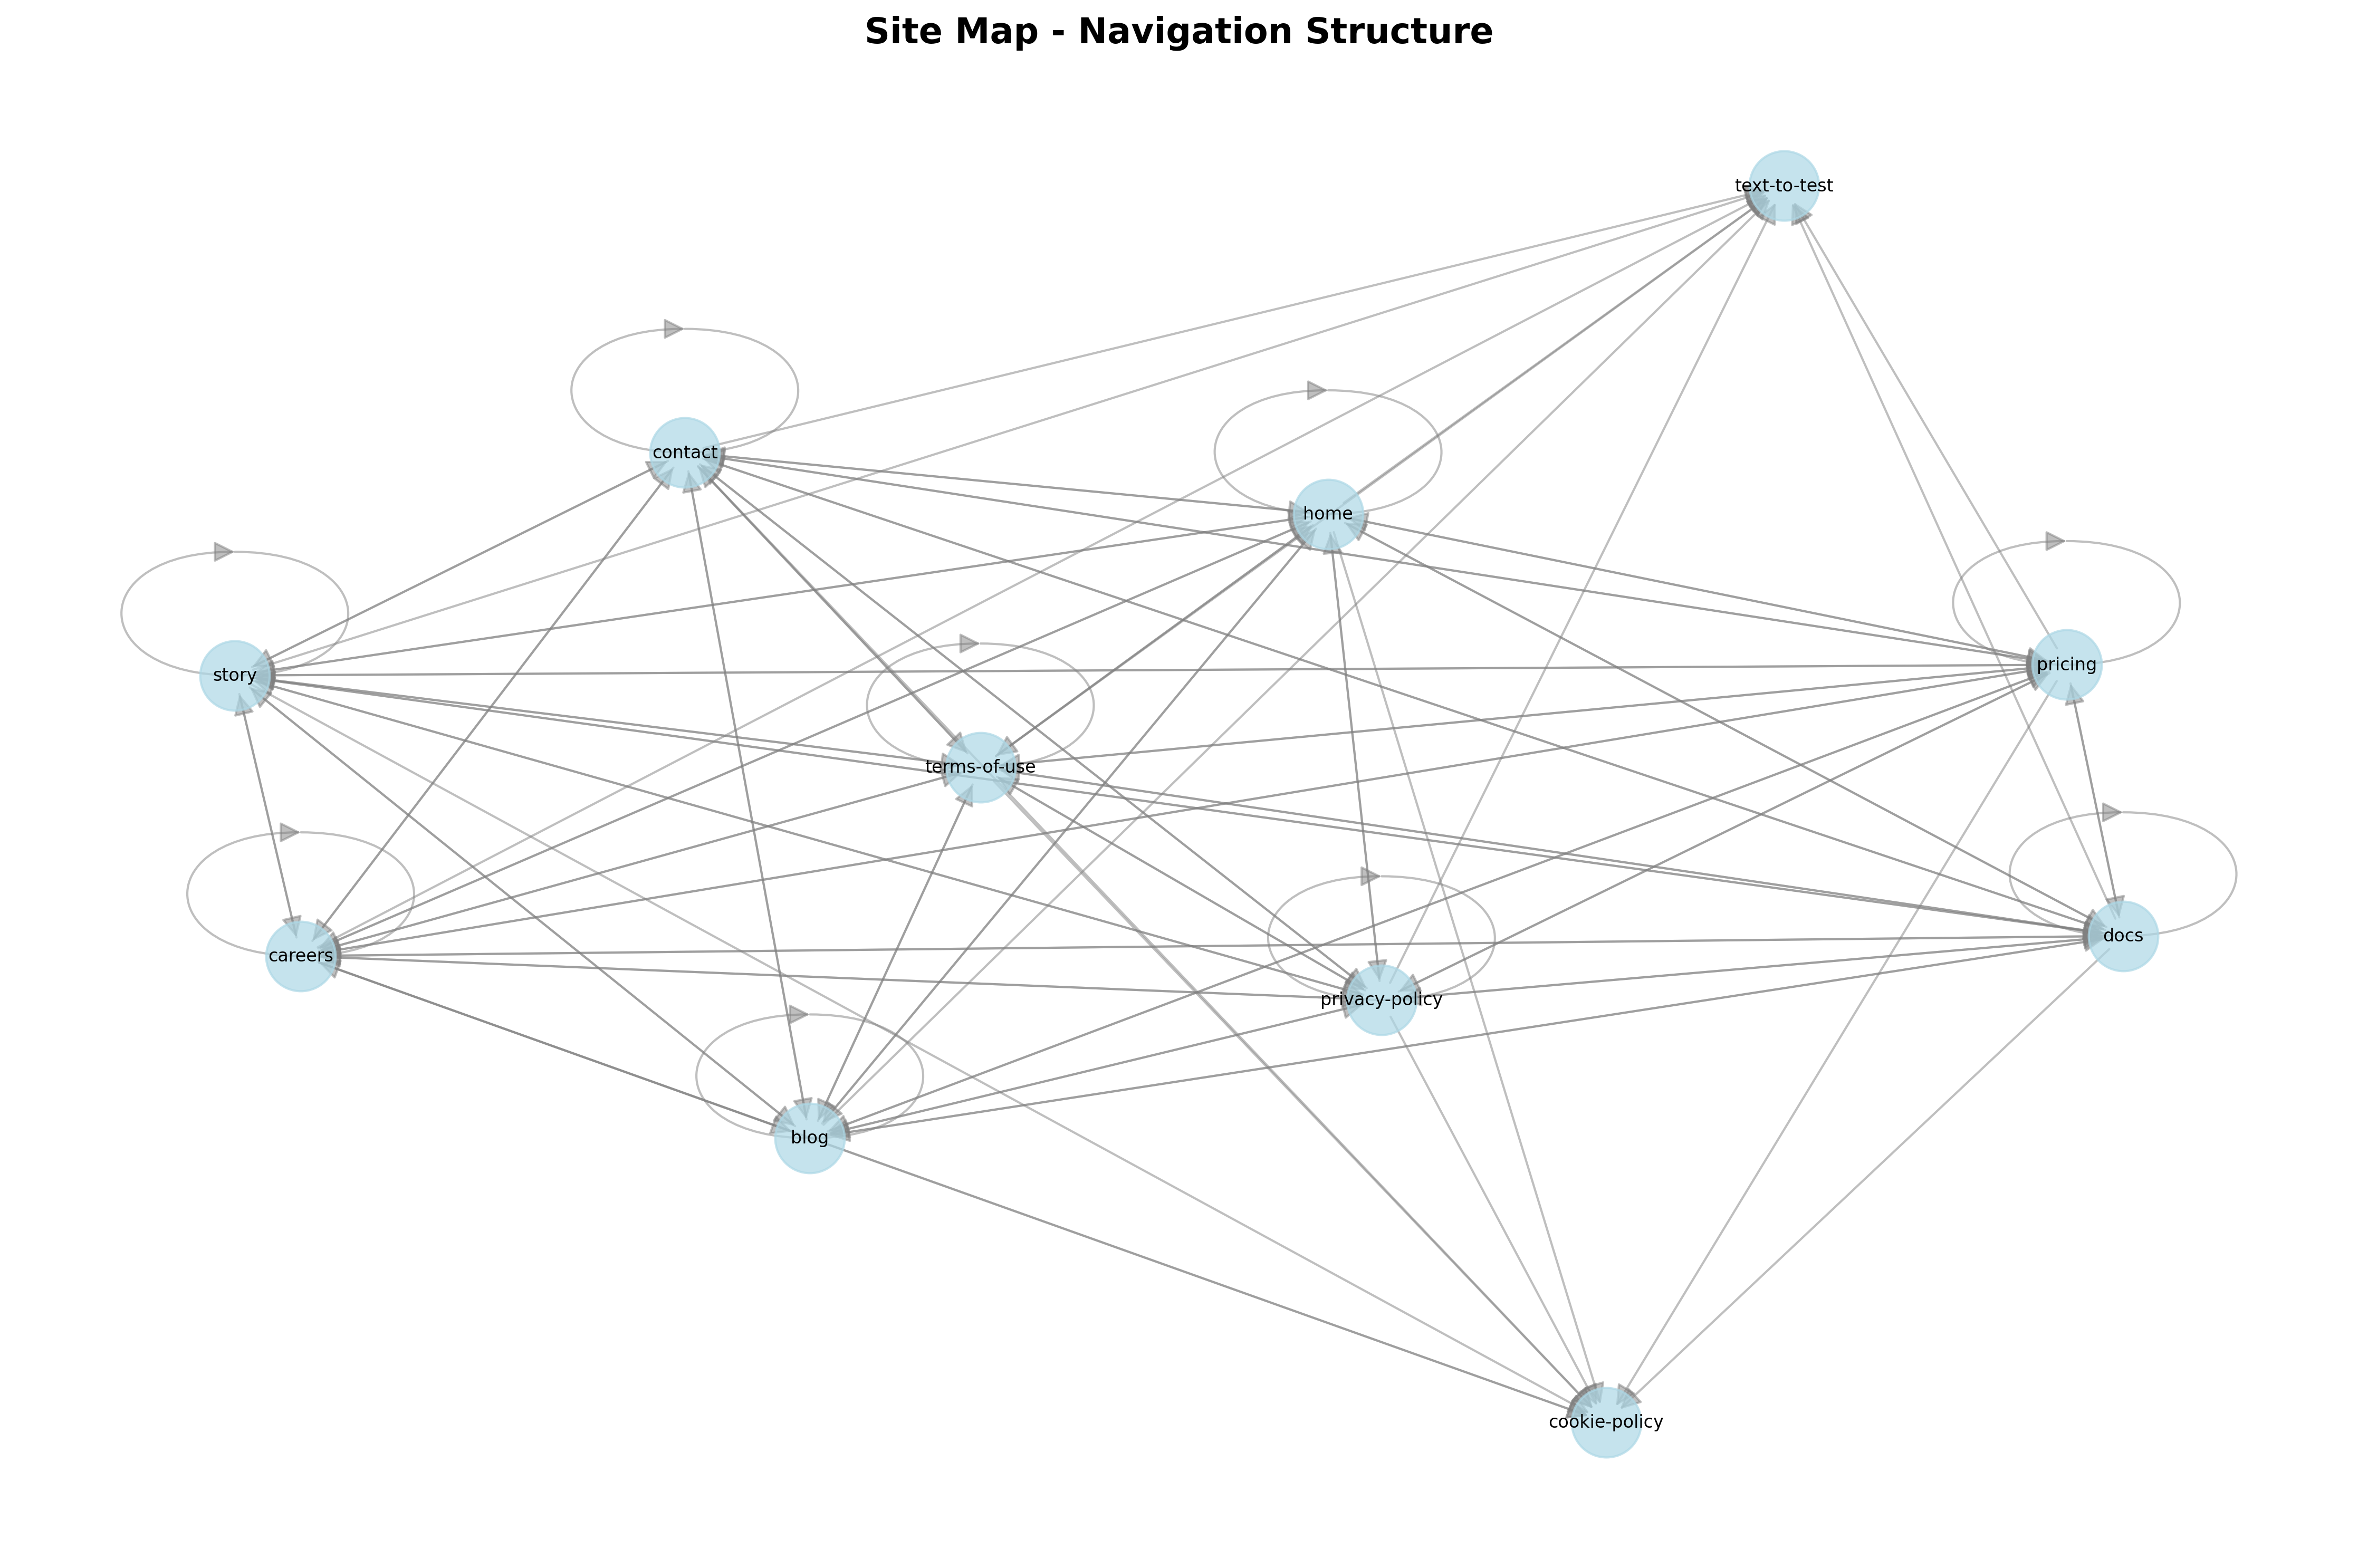 Site Map - Navigation Structure
text-to-test
contact
home
pricing
story
terms-of-use
docs
careers
privacy-policy
blog
cookie-policy